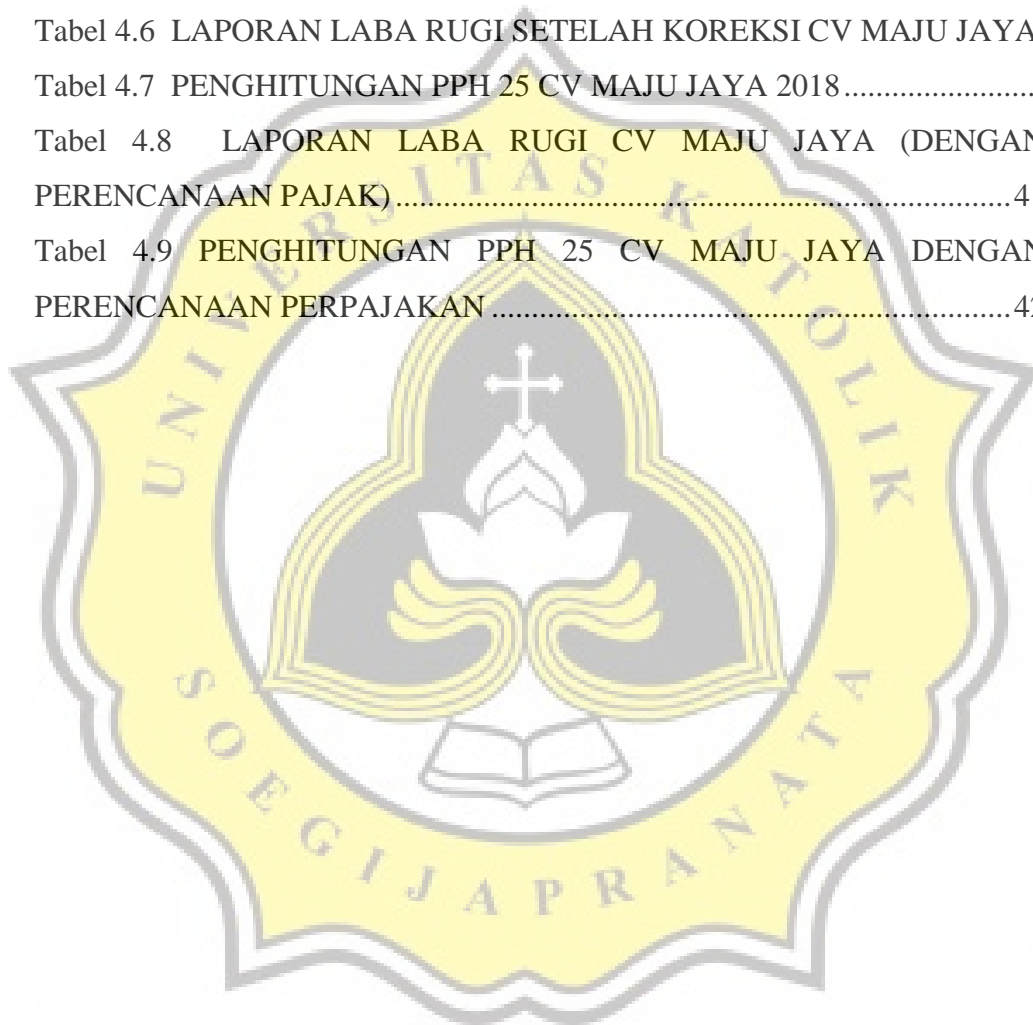 Tabel 4.6 LAPORAN LABA RUGI SETELAH KOREKSI CV MAJU JAYA
Tabel 4.7 PENGHITUNGAN PPH 25 CV MAJU JAYA 2018.......................
Tabel 4.8 LAPORAN LABA RUGI CV MAJU JAYA (DENGAN
PERENCANAAN PAJAK)..............................................................................4
Tabel 4.9 PENGHITUNGAN PPH 25 CV MAJU JAYA DENGAN
PERENCANAAN PERPAJAKAN..................................................................4
UNIVERSITAS KATOLIK
SOEGIJAPRANATA